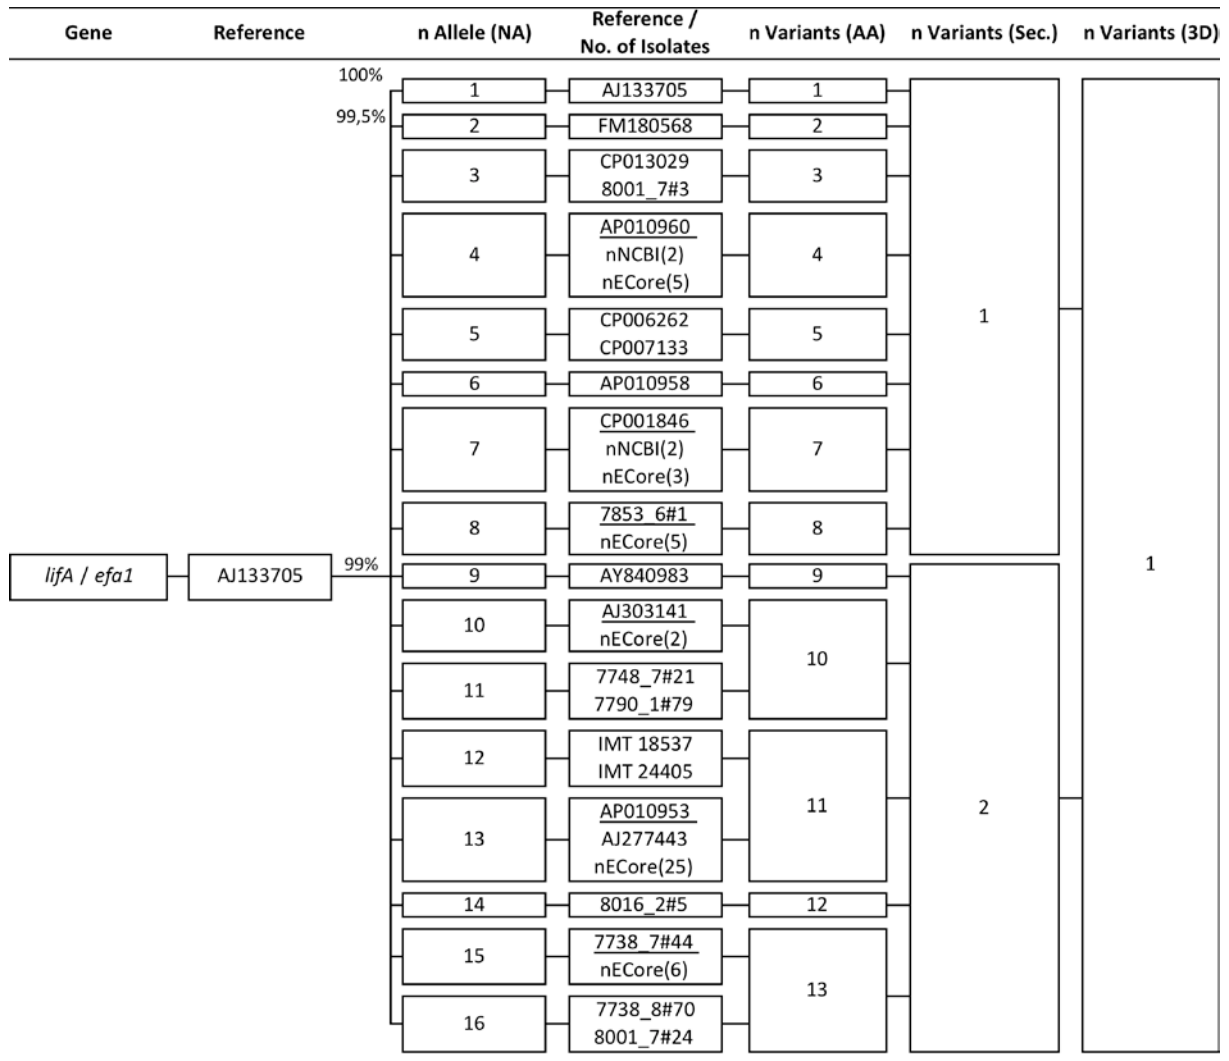 Gene Reference n Allele (NA) Reference / No. of Isolates n Variants (AA) n Variants (Sec.) n Variants (3D)
100%
1 AJ133705 1
99,5%
2 FM180568 2
3 CP013029 3
8001_7#3
4 AP010960 4
nNCBI(2)
nECore(5)
5 CP006262 5
CP007133
1
6 AP010958 6
7 CP001846 7
nNCBI(2)
nECore(3)
8 7853_6#1 8
nECore(5)
lifA / efa1 AJ133705 99% 9 AY840983 9 1
10 AJ303141 10
nECore(2)
11 7748_7#21
7790_1#79
12 IMT 18537 11
IMT 24405
2
13 AP010953
AJ277443
nECore(25)
14 8016_2#5 12
15 7738_7#44 13
nECore(6)
16 7738_8#70
8001_7#24